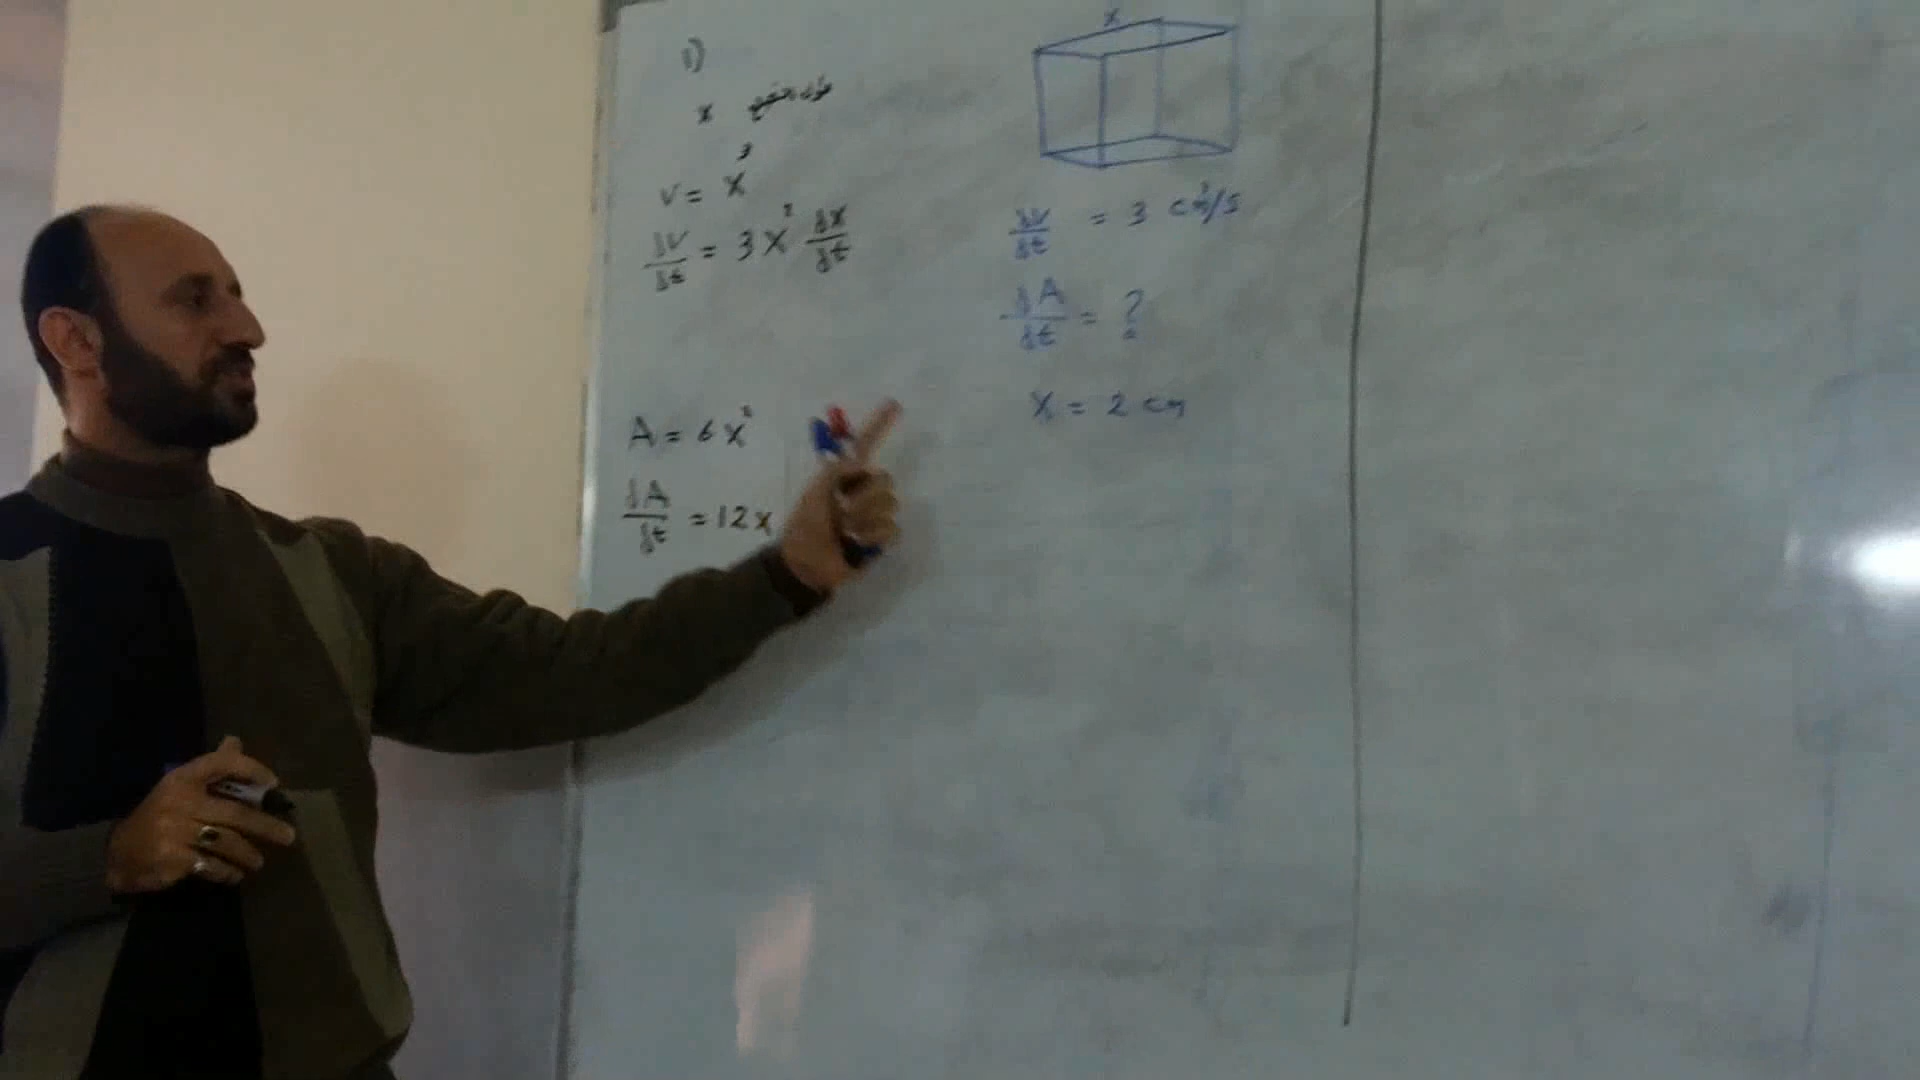 1)
x طول الضلع
V = x³
dV/dt = 3x² dx/dt
A = 6x²
dA/dt = 12x
x
dV/dt = 3 cm³/s
dA/dt = ?
x = 2 cm